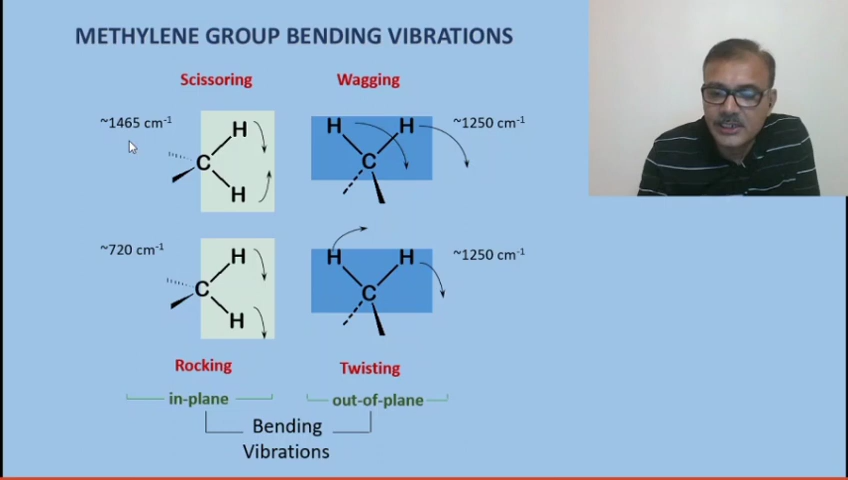 METHYLENE GROUP BENDING VIBRATIONS
Scissoring
Wagging
~1465 cm-1
~1250 cm-1
H
H
C
H
H
C
~720 cm-1
~1250 cm-1
H
H
C
H
H
C
Rocking
Twisting
in-plane
out-of-plane
Bending
Vibrations